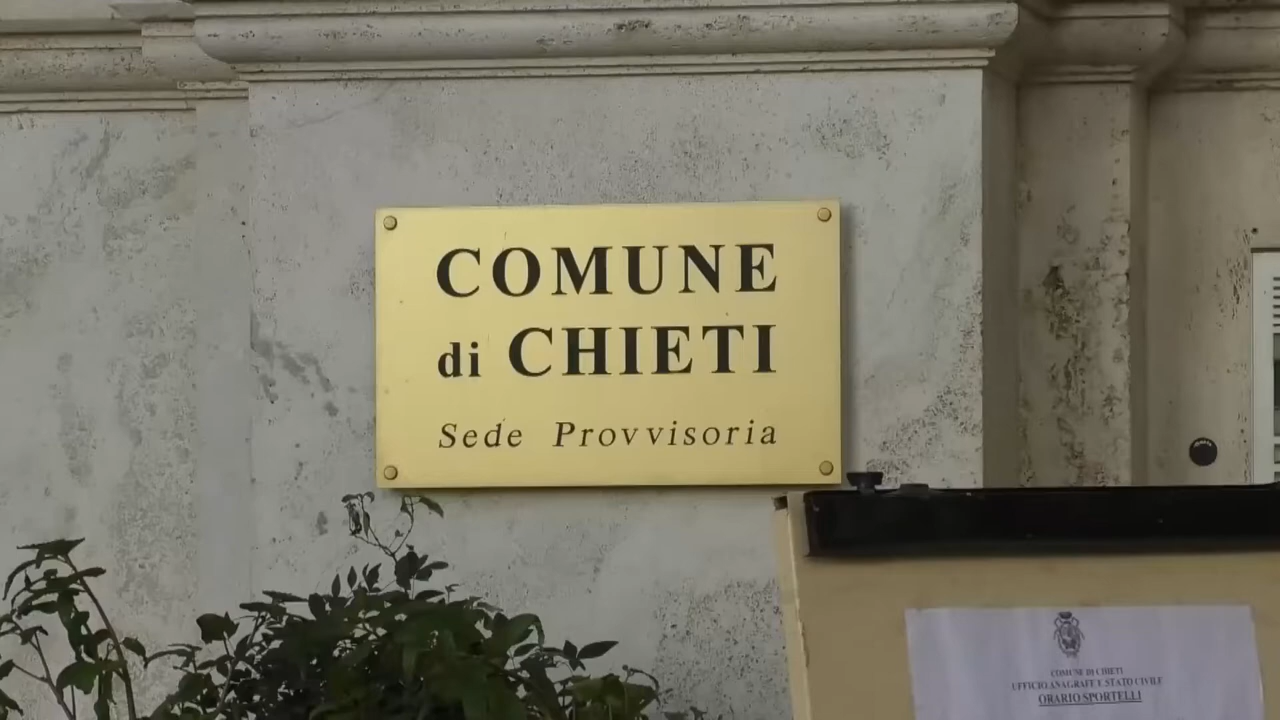 COMUNE
di CHIETI
Sede Provvisoria
COMUNE DI CHIETI
UFFICIO ANAGRAFE E STATO CIVILE
ORARIO SPORTELLI